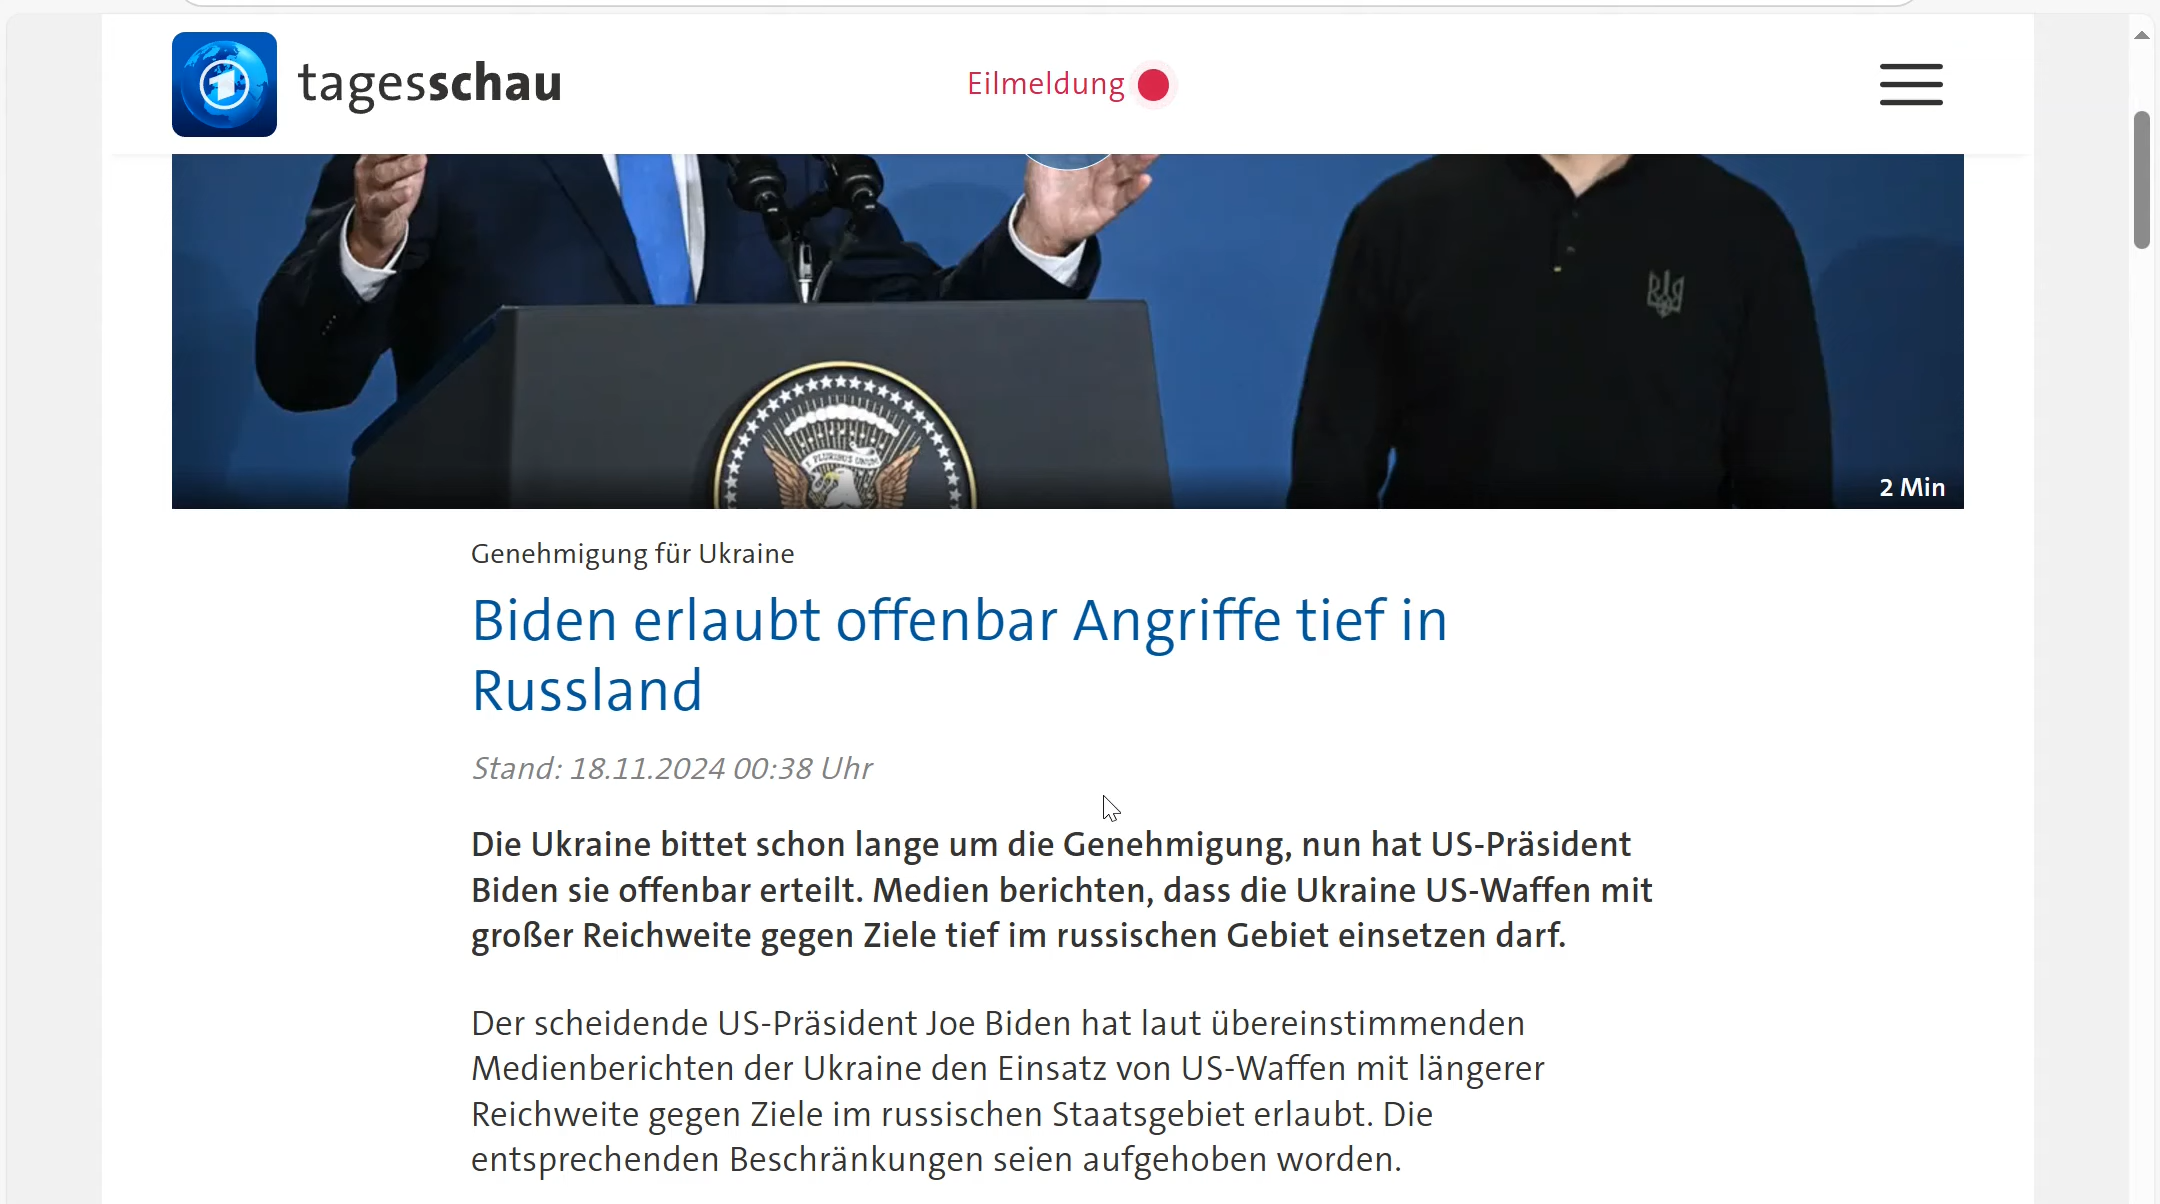 tagesschau
Eilmeldung
E PLURIBUS UNUM
2 Min
Genehmigung für Ukraine
Biden erlaubt offenbar Angriffe tief in
Russland
Stand: 18.11.2024 00:38 Uhr
Die Ukraine bittet schon lange um die Genehmigung, nun hat US-Präsident
Biden sie offenbar erteilt. Medien berichten, dass die Ukraine US-Waffen mit
großer Reichweite gegen Ziele tief im russischen Gebiet einsetzen darf.
Der scheidende US-Präsident Joe Biden hat laut übereinstimmenden
Medienberichten der Ukraine den Einsatz von US-Waffen mit längerer
Reichweite gegen Ziele im russischen Staatsgebiet erlaubt. Die
entsprechenden Beschränkungen seien aufgehoben worden.